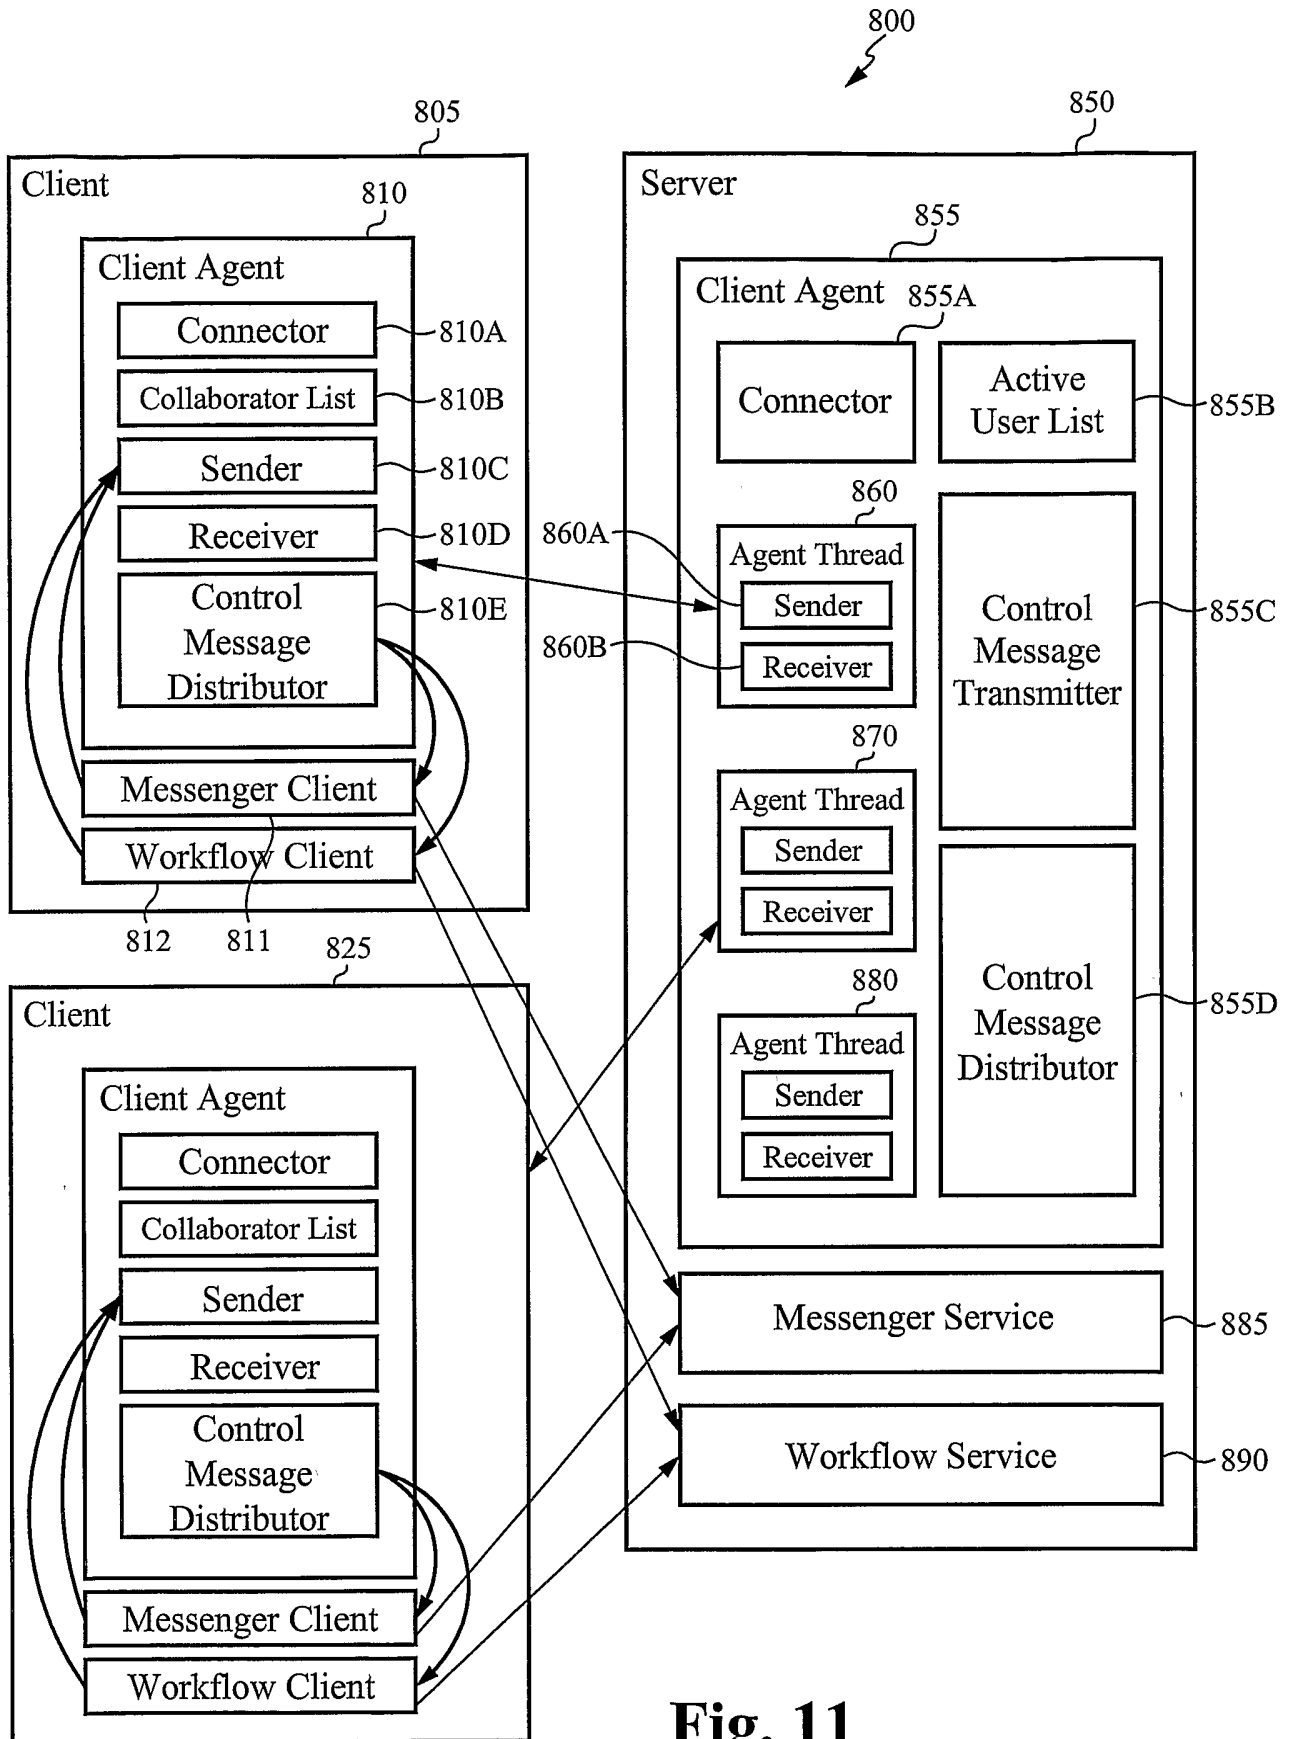 800
805
Client
810
Client Agent
Connector
810A
Collaborator List
810B
Sender
810C
Receiver
810D
Control
Message
Distributor
810E
Messenger Client
Workflow Client
812
811
825
Client
Client Agent
Connector
Collaborator List
Sender
Receiver
Control
Message
Distributor
Messenger Client
Workflow Client
850
Server
855
Client Agent
855A
Connector
Active
User List
855B
860
860A
Agent Thread
Sender
860B
Receiver
Control
Message
Transmitter
855C
870
Agent Thread
Sender
Receiver
880
Agent Thread
Sender
Receiver
Control
Message
Distributor
855D
Messenger Service
885
Workflow Service
890
Fig. 11